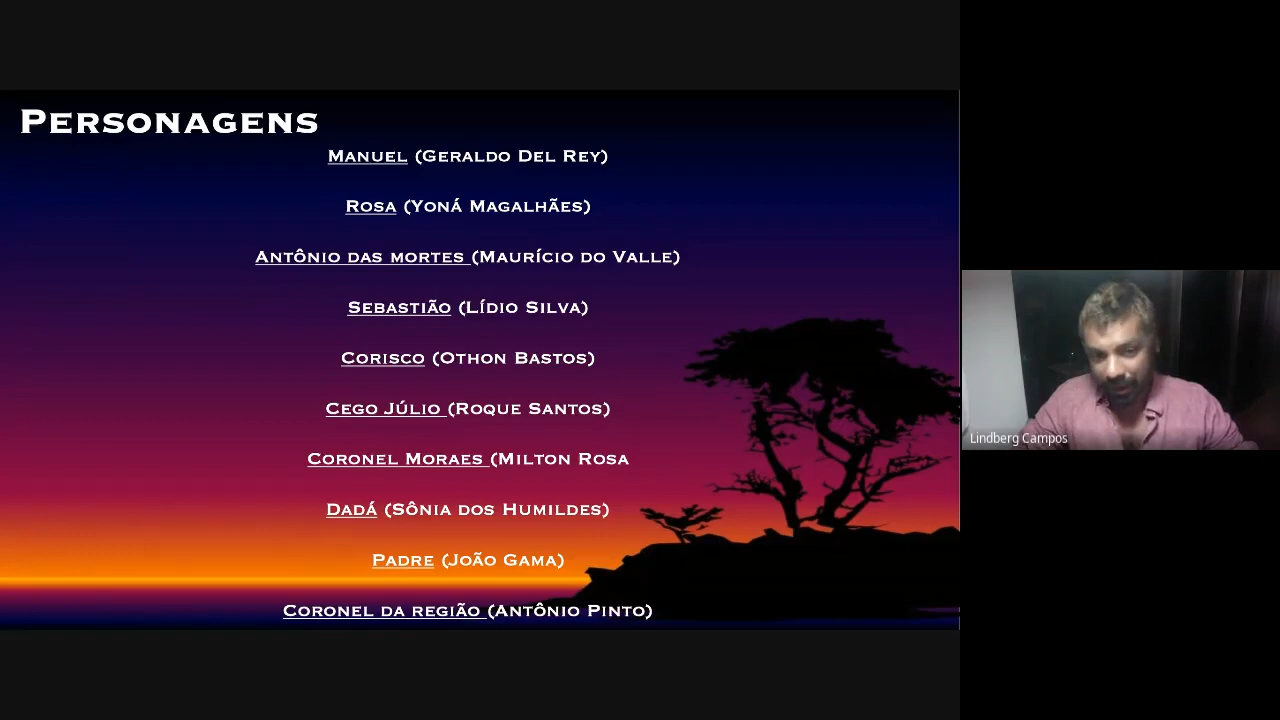 Personagens
Manuel (Geraldo Del Rey)
Rosa (Yoná Magalhães)
Antônio das mortes (Maurício do Valle)
Sebastião (Lídio Silva)
Corisco (Othon Bastos)
Cego Júlio (Roque Santos)
Coronel Moraes (Milton Rosa
Dadá (Sônia dos Humildes)
Padre (João Gama)
Coronel da região (Antônio Pinto)
Lindberg Campos